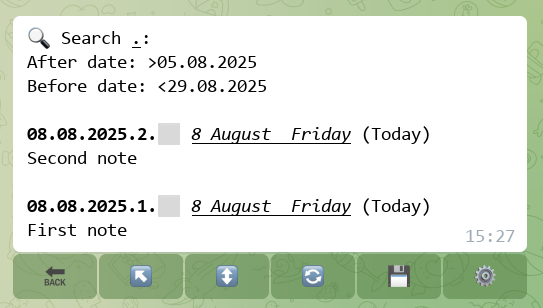 🔍 Search .:
After date: >05.08.2025
Before date: <29.08.2025
08.08.2025.2. 8 August Friday (Today)
Second note
08.08.2025.1. 8 August Friday (Today)
First note
15:27
BACK